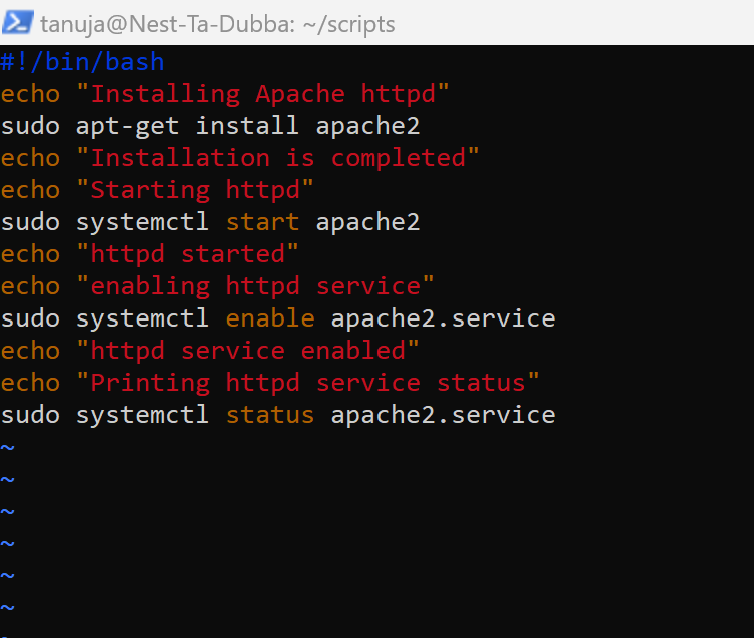 tanuja@Nest-Ta-Dubba: ~/scripts
#!/bin/bash
echo "Installing Apache httpd"
sudo apt-get install apache2
echo "Installation is completed"
echo "Starting httpd"
sudo systemctl start apache2
echo "httpd started"
echo "enabling httpd service"
sudo systemctl enable apache2.service
echo "httpd service enabled"
echo "Printing httpd service status"
sudo systemctl status apache2.service
~
~
~
~
~
~